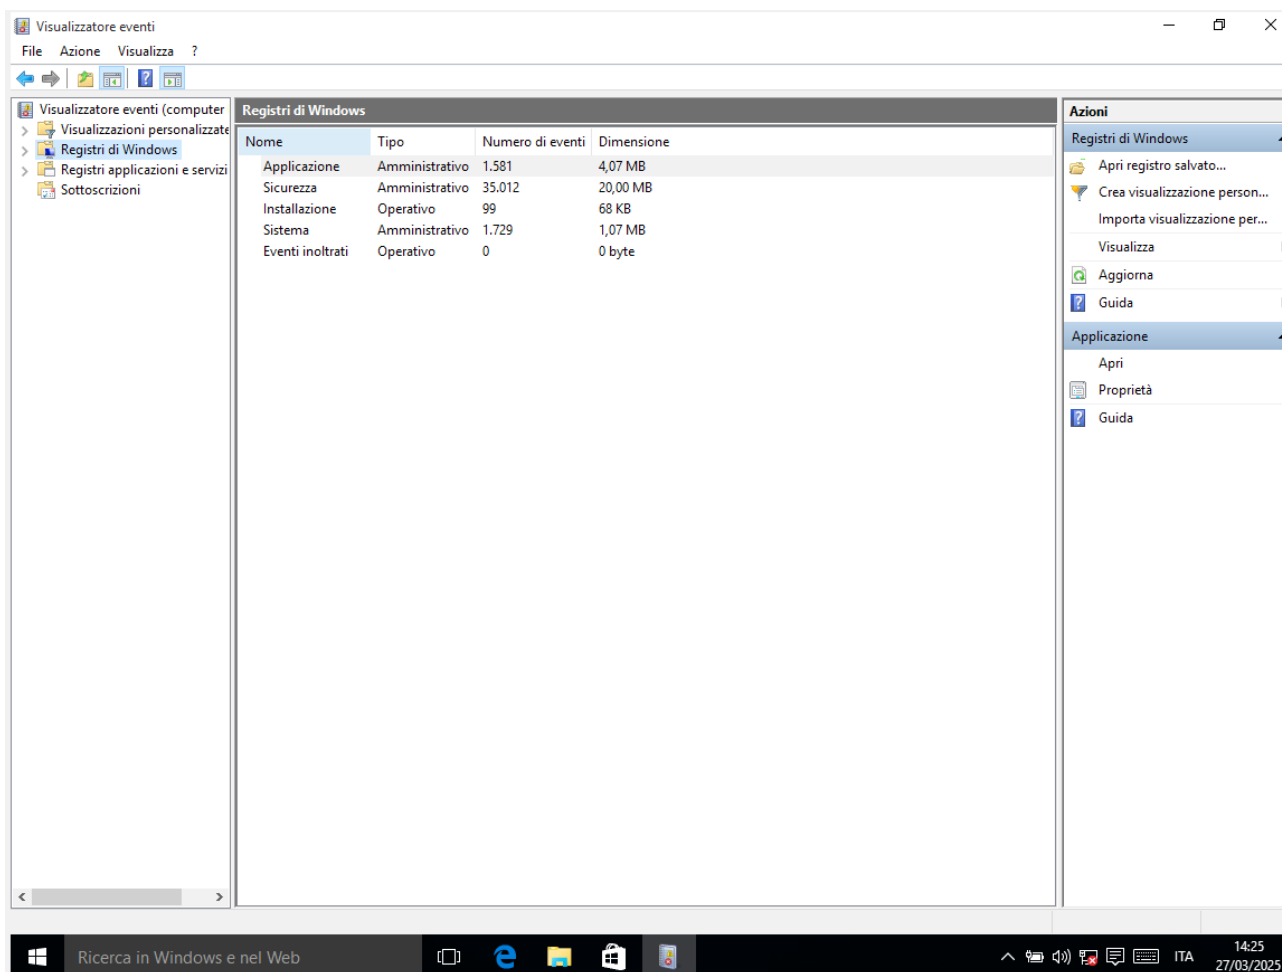 Visualizzatore eventi
File Azione Visualizza ?
Visualizzatore eventi (computer
Visualizzazioni personalizzate
Registri di Windows
Registri applicazioni e servizi
Sottoscrizioni
Registri di Windows
Nome Tipo Numero di eventi Dimensione
Applicazione Amministrativo 1.581 4,07 MB
Sicurezza Amministrativo 35.012 20,00 MB
Installazione Operativo 99 68 KB
Sistema Amministrativo 1.729 1,07 MB
Eventi inoltrati Operativo 0 0 byte
Azioni
Registri di Windows
Apri registro salvato...
Crea visualizzazione person...
Importa visualizzazione per...
Visualizza
Aggiorna
Guida
Applicazione
Apri
Proprietà
Guida
Ricerca in Windows e nel Web
ITA
14:25
27/03/2025